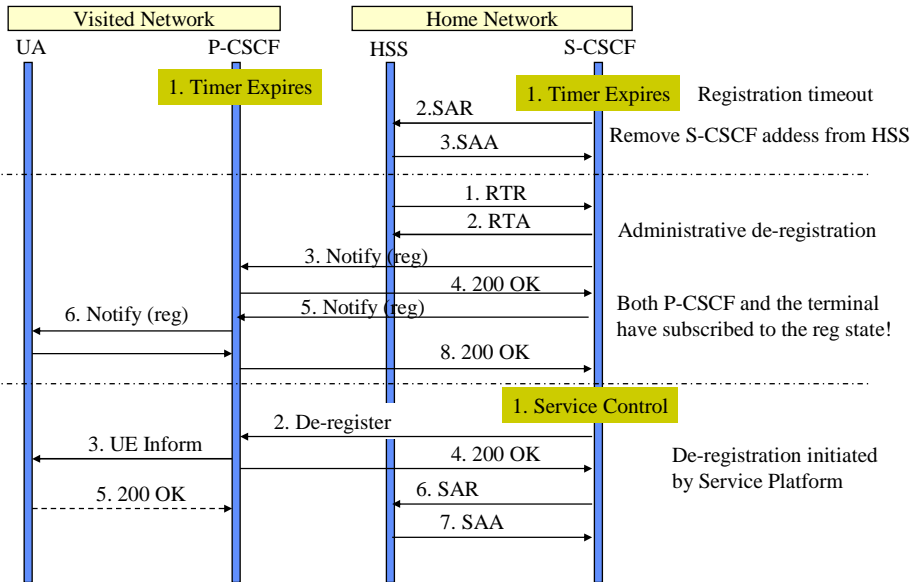 Visited Network
Home Network
UA
P-CSCF
HSS
S-CSCF
1. Timer Expires
1. Timer Expires
Registration timeout
2.SAR
Remove S-CSCF addess from HSS
3.SAA
1. RTR
2. RTA
Administrative de-registration
3. Notify (reg)
4. 200 OK
5. Notify (reg)
Both P-CSCF and the terminal
have subscribed to the reg state!
6. Notify (reg)
8. 200 OK
1. Service Control
2. De-register
3. UE Inform
4. 200 OK
De-registration initiated
by Service Platform
5. 200 OK
6. SAR
7. SAA